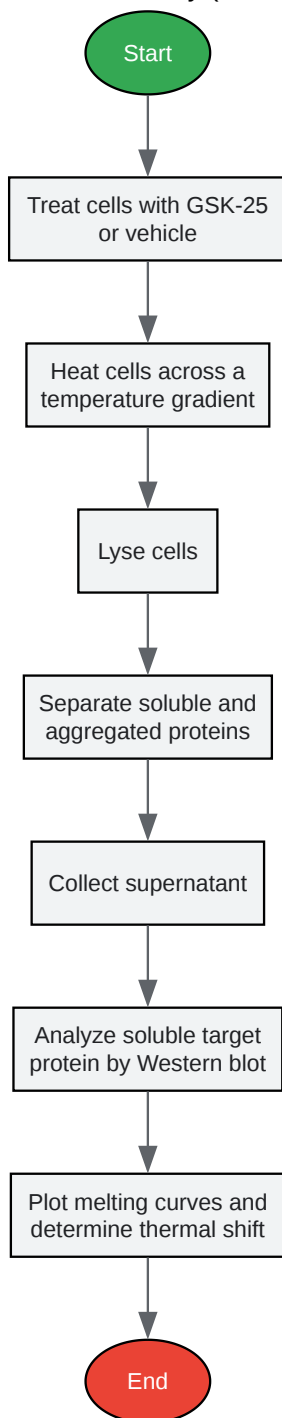 Start
Treat cells with GSK-25
or vehicle
Heat cells across a
temperature gradient
Lyse cells
Separate soluble and
aggregated proteins
Collect supernatant
Analyze soluble target
protein by Western blot
Plot melting curves and
determine thermal shift
End